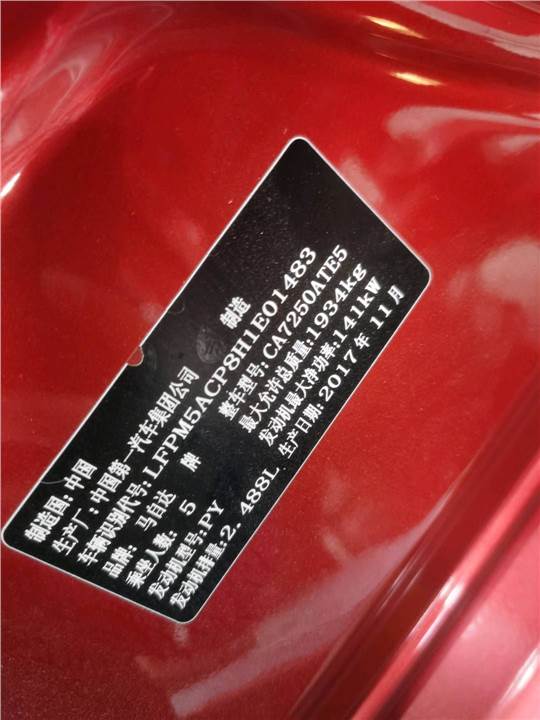 制造国:中国
生产厂:中国第一汽车集团公司 制造
车辆识别代号:LFPM5ACP8H1E01483
品牌:马自达 牌 整车型号:CA7250ATE5
乘坐人数:5 最大允许总质量:1934kg
发动机型号:PY 发动机最大净功率:141kW
发动机排量:2.488L 生产日期:2017年11月